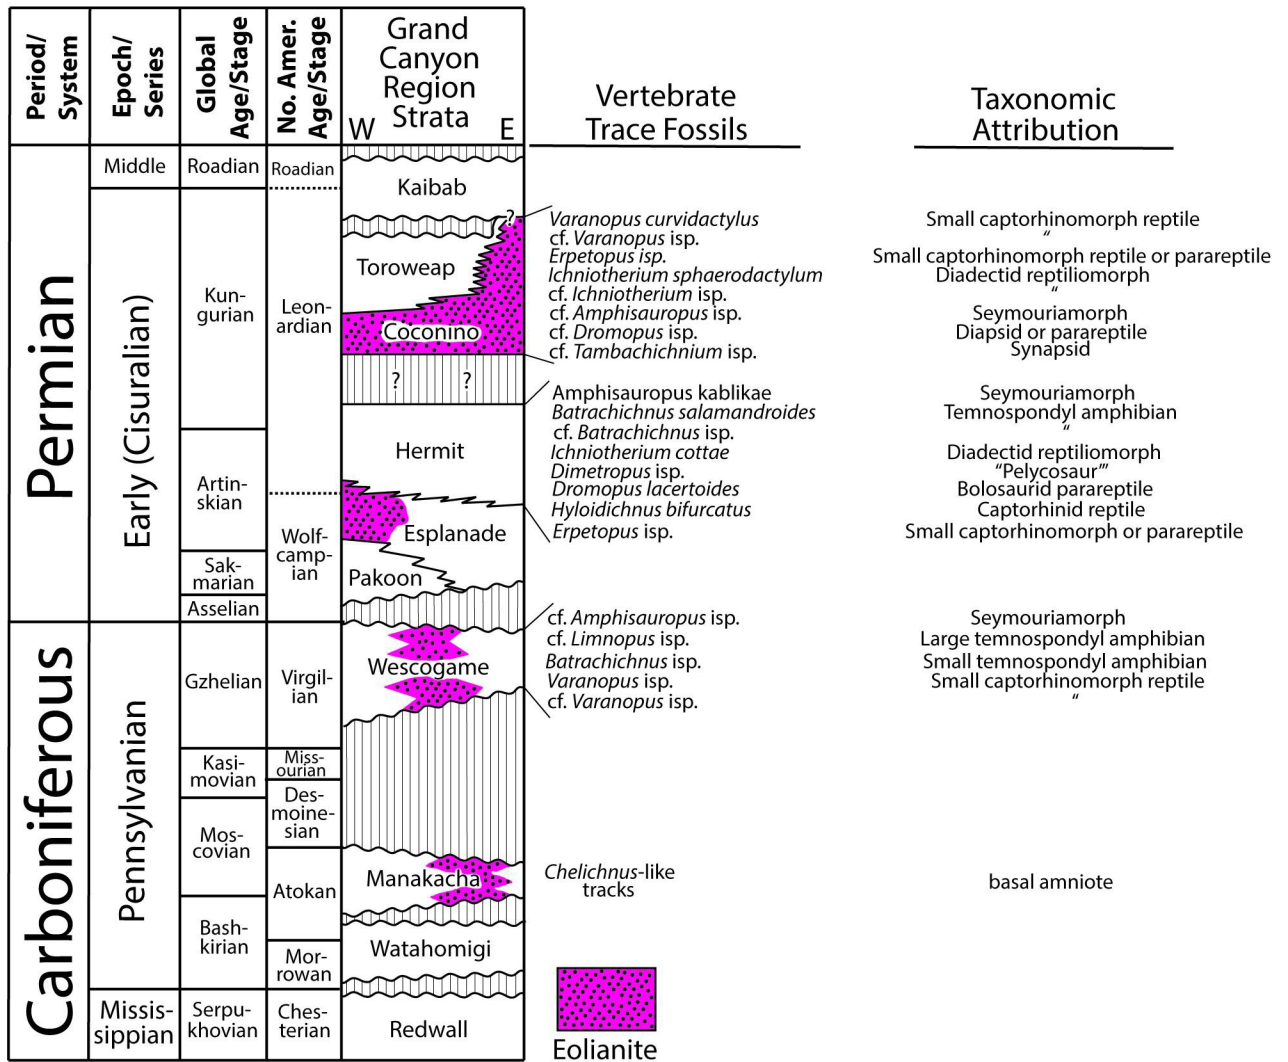 Period/
System
Epoch/
Series
Global
Age/Stage
No. Amer.
Age/Stage
Grand
Canyon
Region
Strata
W E
Vertebrate
Trace Fossils
Taxonomic
Attribution
Permian
Carboniferous
Middle
Early (Cisuralian)
Pennsylvanian
Missis-
sippian
Roadian
Kun-
gurian
Artin-
skian
Sak-
marian
Asselian
Gzhelian
Kasi-
movian
Mos-
covian
Bash-
kirian
Serpu-
khovian
Roadian
Leon-
ardian
Wolf-
camp-
ian
Virgil-
ian
Miss-
ourian
Des-
moine-
sian
Atokan
Mor-
rowan
Ches-
terian
Kaibab
?
Toroweap
Coconino
? ?
Hermit
Esplanade
Pakoon
Wescogame
Manakacha
Watahomigi
Redwall
Varanopus curvidactylus Small captorhinomorph reptile
cf. Varanopus isp. “
Erpetopus isp. Small captorhinomorph reptile or parareptile
Ichniotherium sphaerodactylum Diadectid reptiliomorph
cf. Ichniotherium isp. “
cf. Amphisauropus isp. Seymouriamorph
cf. Dromopus isp. Diapsid or parareptile
cf. Tambachichnium isp. Synapsid
Amphisauropus kablikae Seymouriamorph
Batrachichnus salamandroides Temnospondyl amphibian
cf. Batrachichnus isp. “
Ichniotherium cottae Diadectid reptiliomorph
Dimetropus isp. “Pelycosaur’”
Dromopus lacertoides Bolosaurid parareptile
Hyloidichnus bifurcatus Captorhinid reptile
Erpetopus isp. Small captorhinomorph or parareptile
cf. Amphisauropus isp. Seymouriamorph
cf. Limnopus isp. Large temnospondyl amphibian
Batrachichnus isp. Small temnospondyl amphibian
Varanopus isp. Small captorhinomorph reptile
cf. Varanopus isp. “
Chelichnus-like
tracks
basal amniote
Eolianite